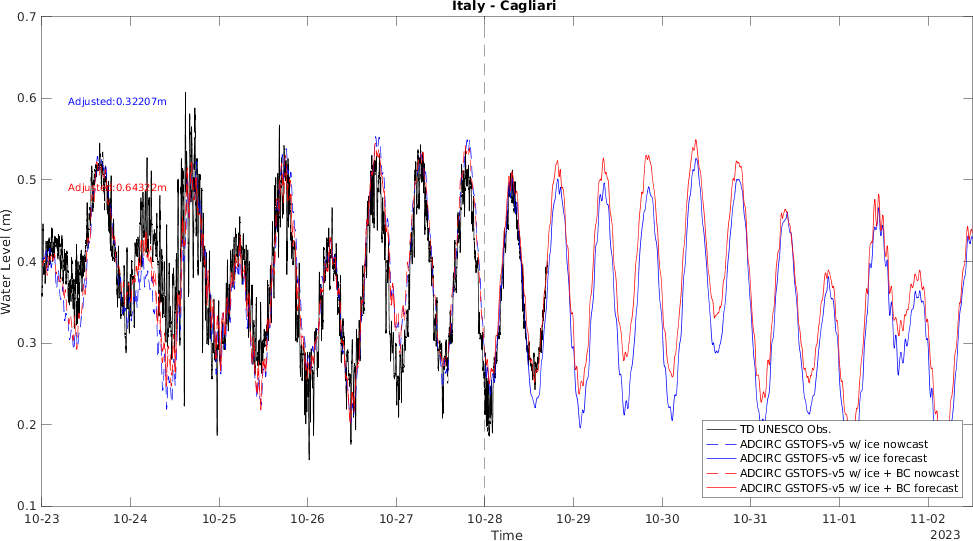 Italy - Cagliari
0.7
0.6
0.5
0.4
0.3
0.2
0.1
Water Level (m)
Adjusted:0.32207m
Adjusted:0.64322m
TD UNESCO Obs.
ADCIRC GSTOFS-v5 w/ ice nowcast
ADCIRC GSTOFS-v5 w/ ice forecast
ADCIRC GSTOFS-v5 w/ ice + BC nowcast
ADCIRC GSTOFS-v5 w/ ice + BC forecast
10-23 10-24 10-25 10-26 10-27 10-28 10-29 10-30 10-31 11-01 11-02
2023
Time